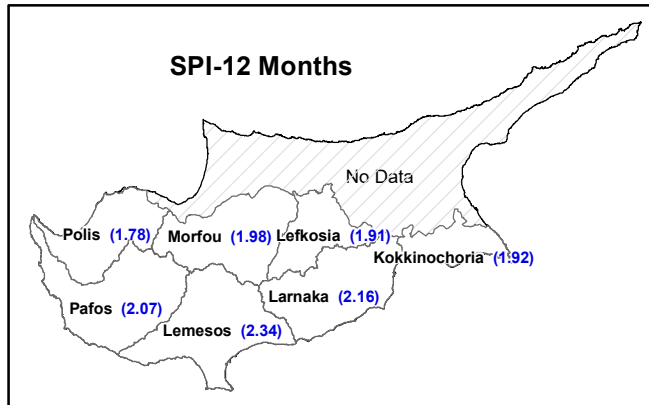 SPI-12 Months
No Data
Polis (1.78)
Morfou (1.98)
Lefkosia (1.91)
Kokkinochoria (1.92)
Pafos (2.07)
Larnaka (2.16)
Lemesos (2.34)